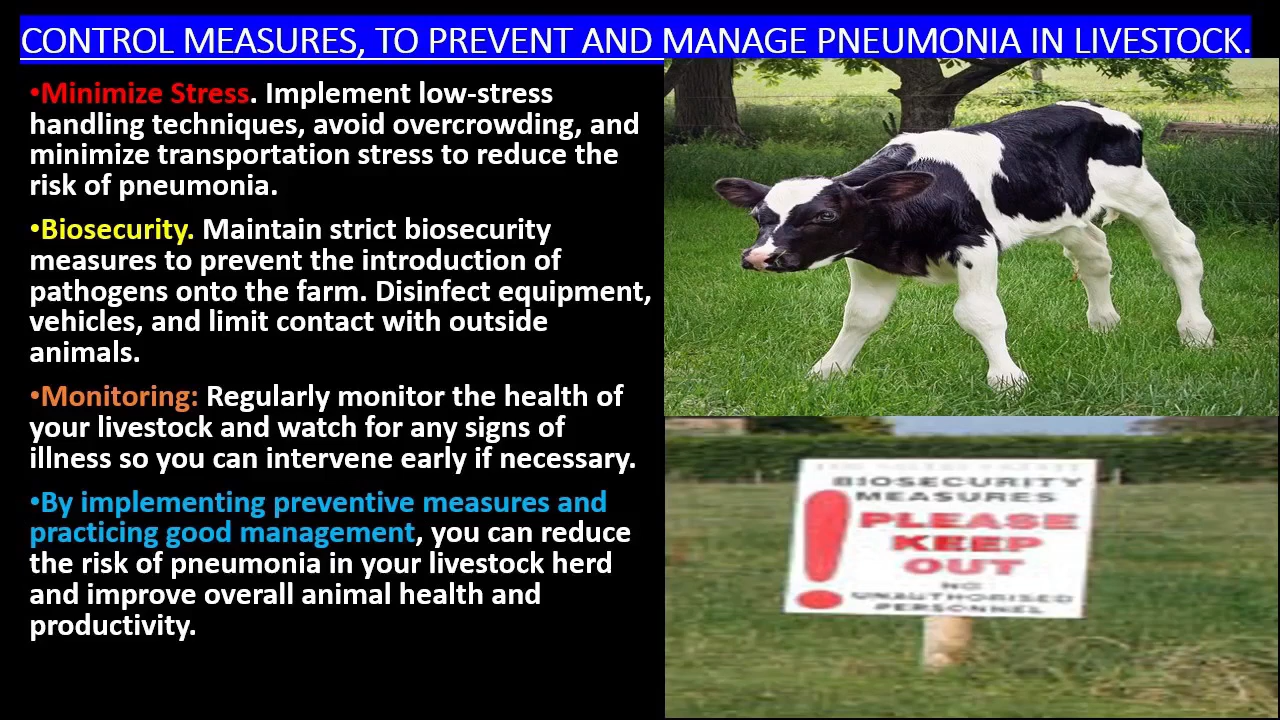 CONTROL MEASURES, TO PREVENT AND MANAGE PNEUMONIA IN LIVESTOCK.
•Minimize Stress. Implement low-stress
handling techniques, avoid overcrowding, and
minimize transportation stress to reduce the
risk of pneumonia.
•Biosecurity. Maintain strict biosecurity
measures to prevent the introduction of
pathogens onto the farm. Disinfect equipment,
vehicles, and limit contact with outside
animals.
•Monitoring: Regularly monitor the health of
your livestock and watch for any signs of
illness so you can intervene early if necessary.
•By implementing preventive measures and
practicing good management, you can reduce
the risk of pneumonia in your livestock herd
and improve overall animal health and
productivity.
BIOSECURITY
MEASURES
!
PLEASE
KEEP
OUT
NO
UNAUTHORISED
PERSONNEL